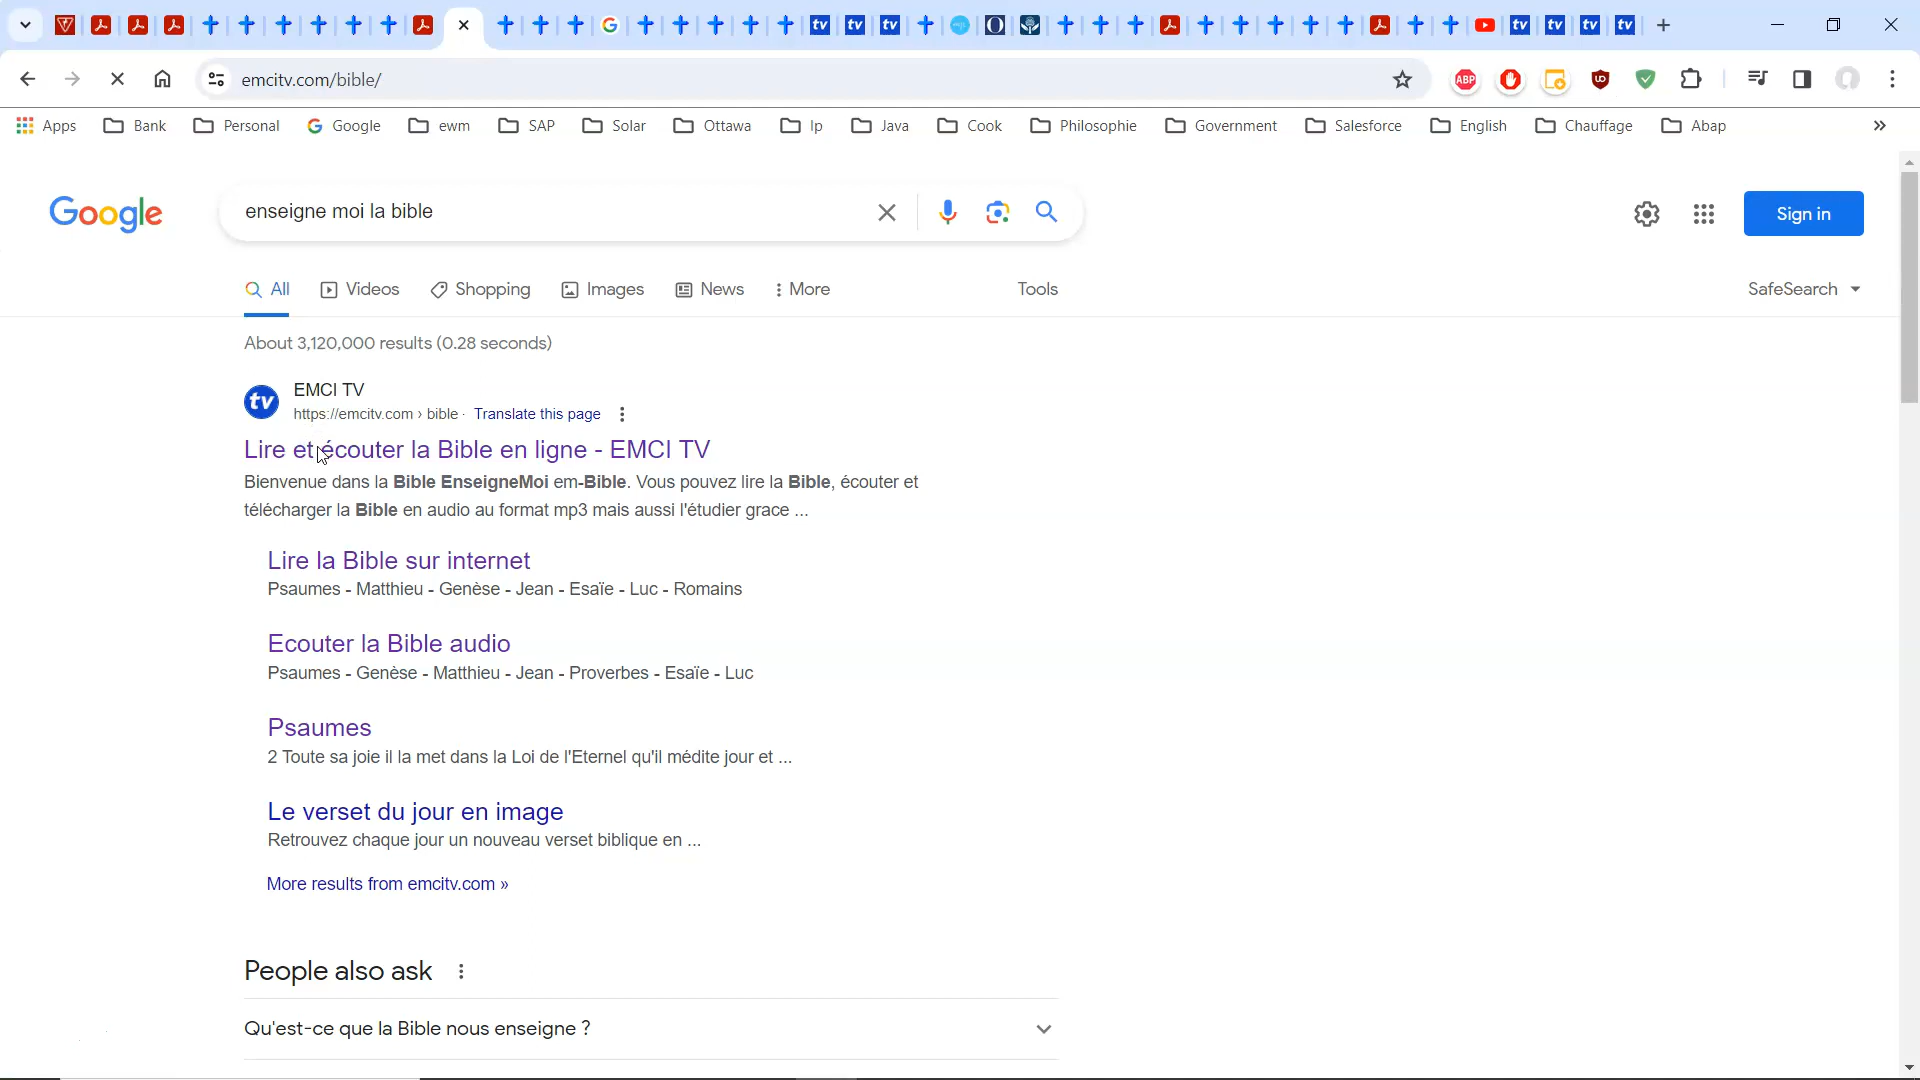 emcitv.com/bible/
ABP
Apps
Bank
Personal
Google
ewm
SAP
Solar
Ottawa
Ip
Java
Cook
Philosophie
Government
Salesforce
English
Chauffage
Abap
»
Google
enseigne moi la bible
Sign in
All
Videos
Shopping
Images
News
More
Tools
SafeSearch
About 3,120,000 results (0.28 seconds)
tv
EMCI TV
https://emcitv.com › bible · Translate this page
Lire et écouter la Bible en ligne - EMCI TV
Bienvenue dans la Bible EnseigneMoi em-Bible. Vous pouvez lire la Bible, écouter et
télécharger la Bible en audio au format mp3 mais aussi l'étudier grace ...
Lire la Bible sur internet
Psaumes - Matthieu - Genèse - Jean - Esaïe - Luc - Romains
Ecouter la Bible audio
Psaumes - Genèse - Matthieu - Jean - Proverbes - Esaïe - Luc
Psaumes
2 Toute sa joie il la met dans la Loi de l'Eternel qu'il médite jour et ...
Le verset du jour en image
Retrouvez chaque jour un nouveau verset biblique en ...
More results from emcitv.com »
People also ask
Qu'est-ce que la Bible nous enseigne ?